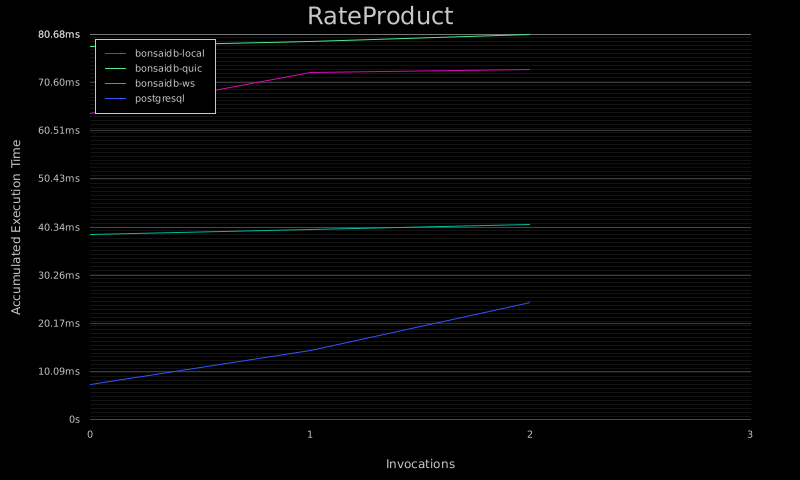 RateProduct
80.68ms
bonsaidb-local
bonsaidb-quic
bonsaidb-ws
postgresql
70.60ms
60.51ms
50.43ms
40.34ms
30.26ms
20.17ms
10.09ms
0s
Accumulated Execution Time
0 1 2 3
Invocations